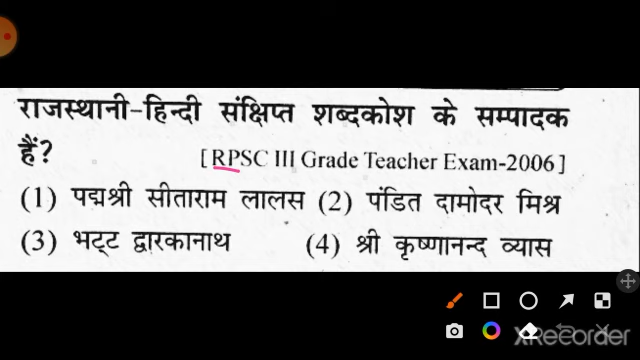 राजस्थानी-हिन्दी संक्षिप्त शब्दकोश के सम्पादक
हैं? [RPSC III Grade Teacher Exam-2006]
(1) पद्मश्री सीताराम लालस (2) पंडित दामोदर मिश्र
(3) भट्ट द्वारकानाथ (4) श्री कृष्णानन्द व्यास
XRecorder